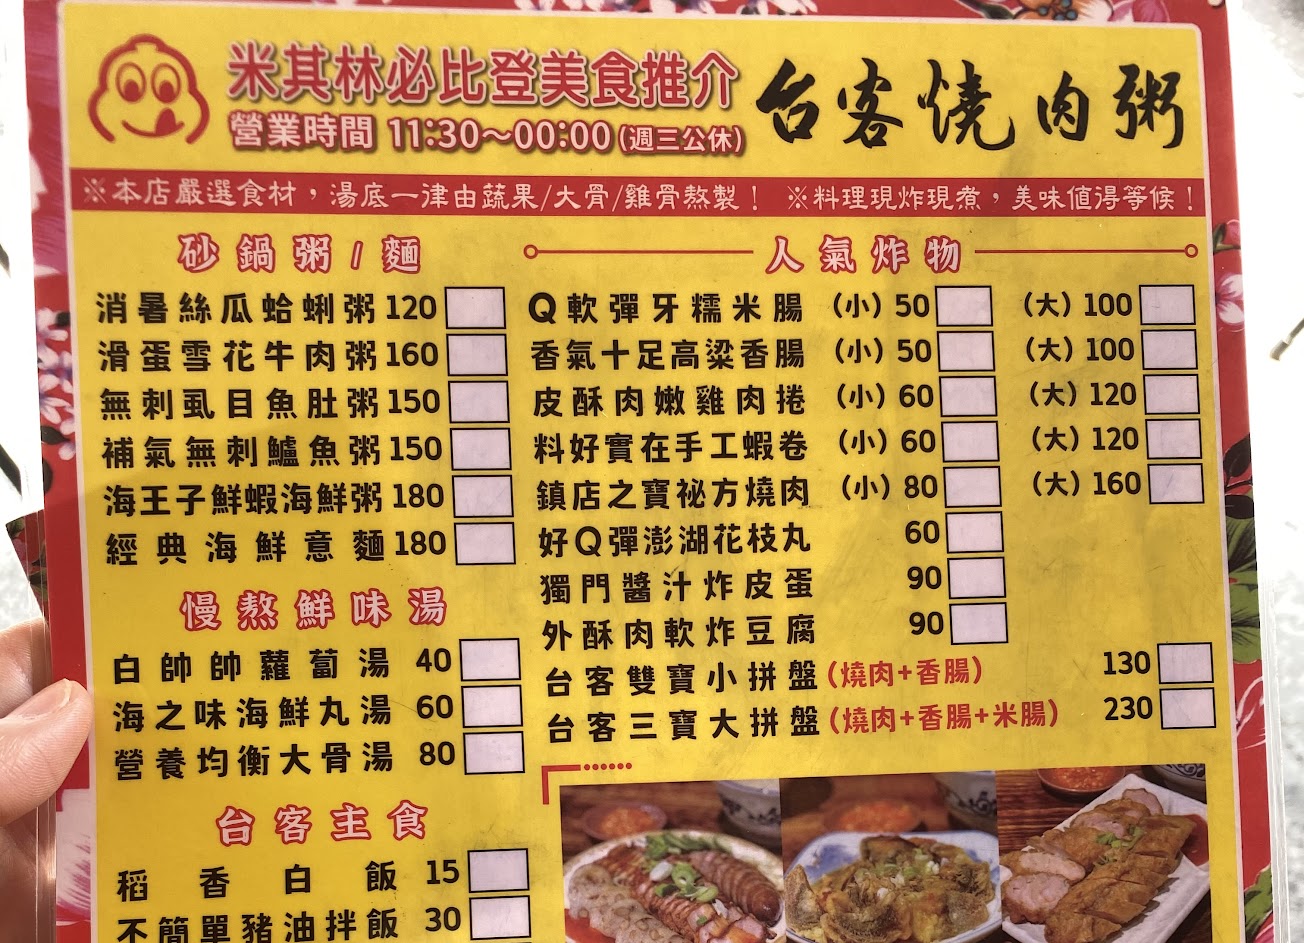 米其林必比登美食推介
台客燒肉粥
營業時間 11:30～00:00(週三公休)
※本店嚴選食材，湯底一律由蔬果/大骨/雞骨熬製！ ※料理現炸現煮，美味值得等候！
砂鍋粥/麵
消暑絲瓜蛤蜊粥 120
滑蛋雪花牛肉粥 160
無刺虱目魚肚粥 150
補氣無刺鱸魚粥 150
海王子鮮蝦海鮮粥 180
經典海鮮意麵 180
慢熬鮮味湯
白帥帥蘿蔔湯 40
海之味海鮮丸湯 60
營養均衡大骨湯 80
台客主食
稻香白飯 15
不簡單豬油拌飯 30
人氣炸物
Q軟彈牙糯米腸 (小) 50 (大) 100
香氣十足高粱香腸 (小) 50 (大) 100
皮酥肉嫩雞肉捲 (小) 60 (大) 120
料好實在手工蝦卷 (小) 60 (大) 120
鎮店之寶祕方燒肉 (小) 80 (大) 160
好Q彈澎湖花枝丸 60
獨門醬汁炸皮蛋 90
外酥肉軟炸豆腐 90
台客雙寶小拼盤(燒肉+香腸) 130
台客三寶大拼盤(燒肉+香腸+米腸) 230